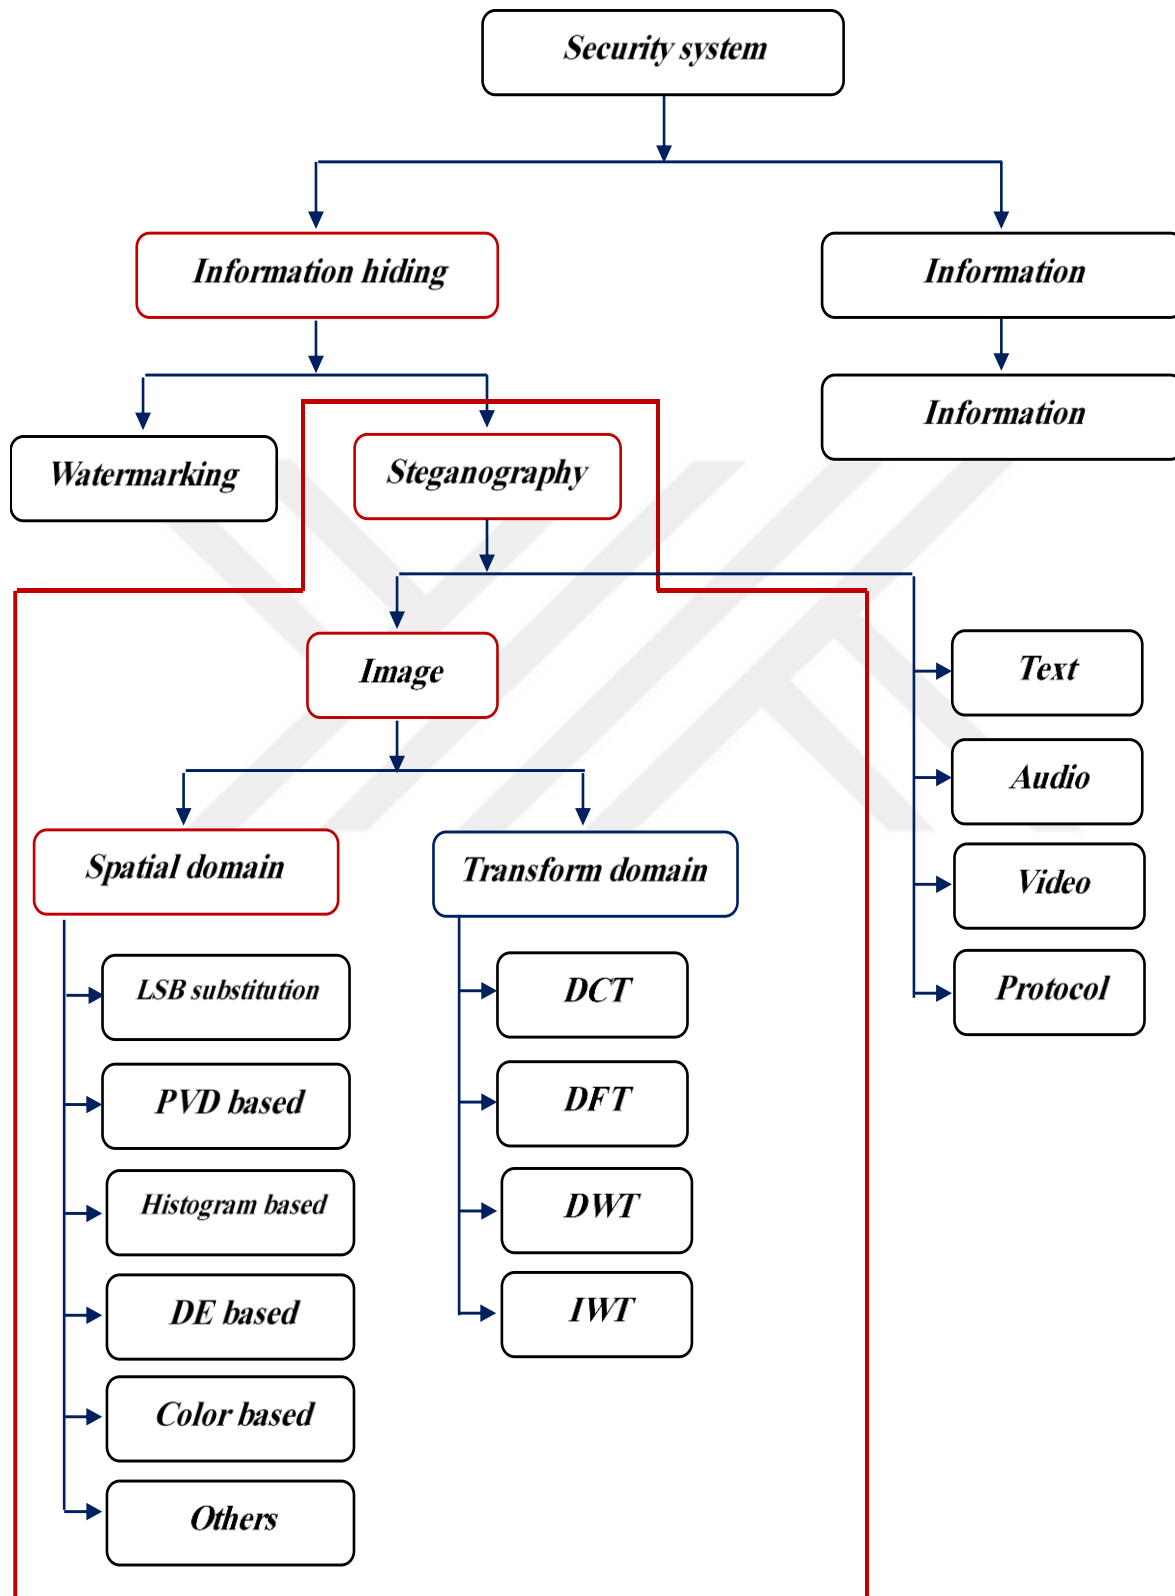 Security system
Information hiding
Information
Information
Watermarking
Steganography
Image
Text
Audio
Video
Protocol
Spatial domain
Transform domain
LSB substitution
PVD based
Histogram based
DE based
Color based
Others
DCT
DFT
DWT
IWT